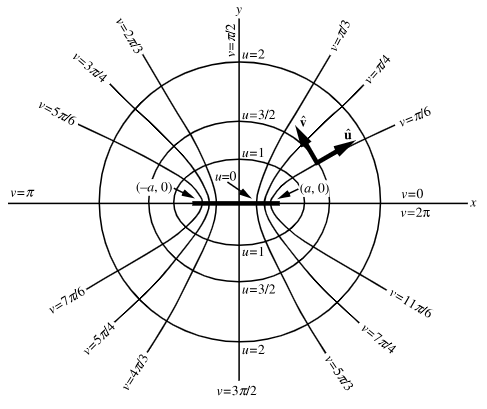 y
v=2π/3
v=π/2
v=π/3
v=3π/4
u=2
v=π/4
v=5π/6
u=3/2
v̂
û
v=π/6
u=1
u=0
(−a, 0)
(a, 0)
v=π
v=0
v=2π
x
u=1
v=7π/6
u=3/2
v=11π/6
v=5π/4
v=7π/4
u=2
v=4π/3
v=5π/3
v=3π/2